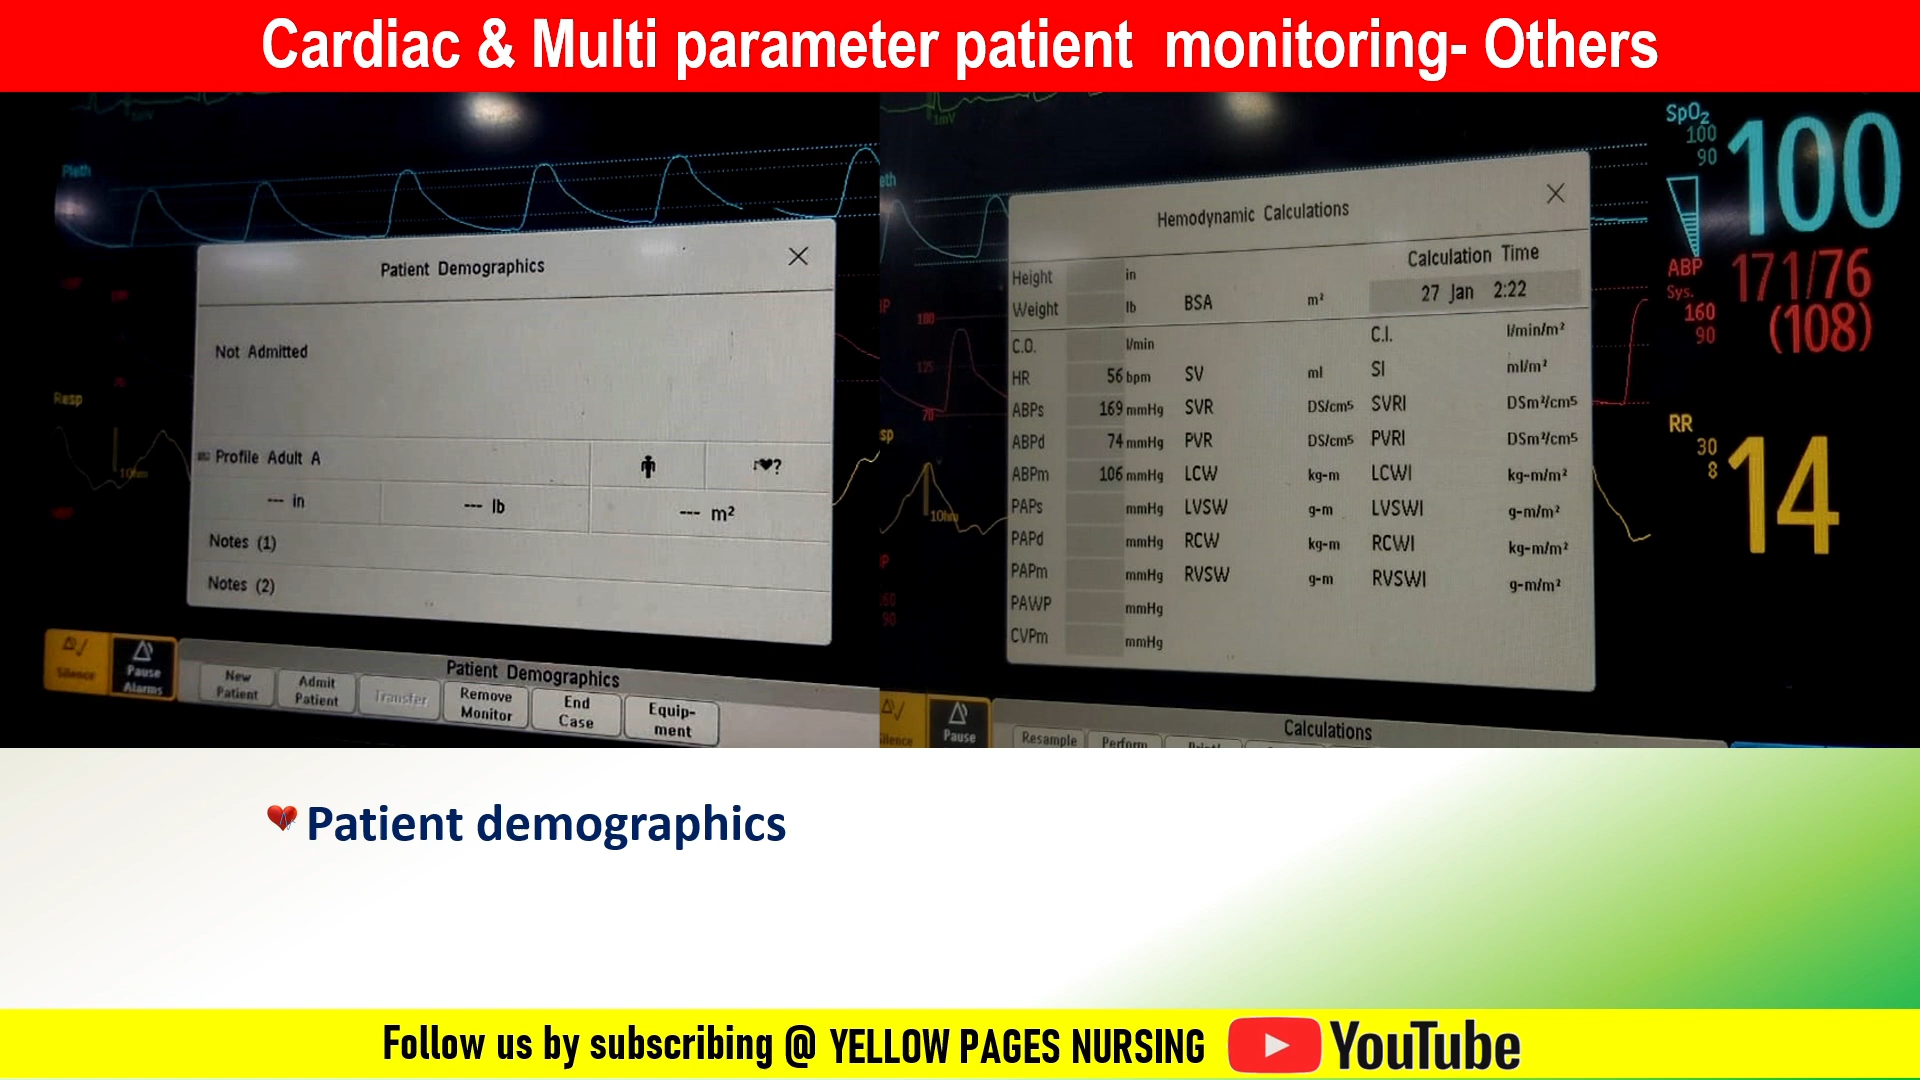 Cardiac & Multi parameter patient monitoring- Others
Pleth
Resp
Patient Demographics
Not Admitted
Profile Adult A
?
--- in
--- lb
--- m²
Notes (1)
Notes (2)
Silence
Pause Alarms
Patient Demographics
New Patient
Admit Patient
Transfer
Remove Monitor
End Case
Equip-ment
1mV
Hemodynamic Calculations
Height in
Calculation Time
Weight lb BSA m² 27 Jan 2:22
C.O. l/min C.I. l/min/m²
HR 56 bpm SV ml SI ml/m²
ABPs 169 mmHg SVR DS/cm⁵ SVRI DSm²/cm⁵
ABPd 74 mmHg PVR DS/cm⁵ PVRI DSm²/cm⁵
ABPm 106 mmHg LCW kg-m LCWI kg-m/m²
PAPs mmHg LVSW g-m LVSWI g-m/m²
PAPd mmHg RCW kg-m RCWI kg-m/m²
PAPm mmHg RVSW g-m RVSWI g-m/m²
PAWP mmHg
CVPm mmHg
Pause
Calculations
Resample
Perform
SpO₂
100
90
100
ABP
Sys.
160
90
171/76
(108)
RR
30
8
14
Patient demographics
Follow us by subscribing @ YELLOW PAGES NURSING YouTube